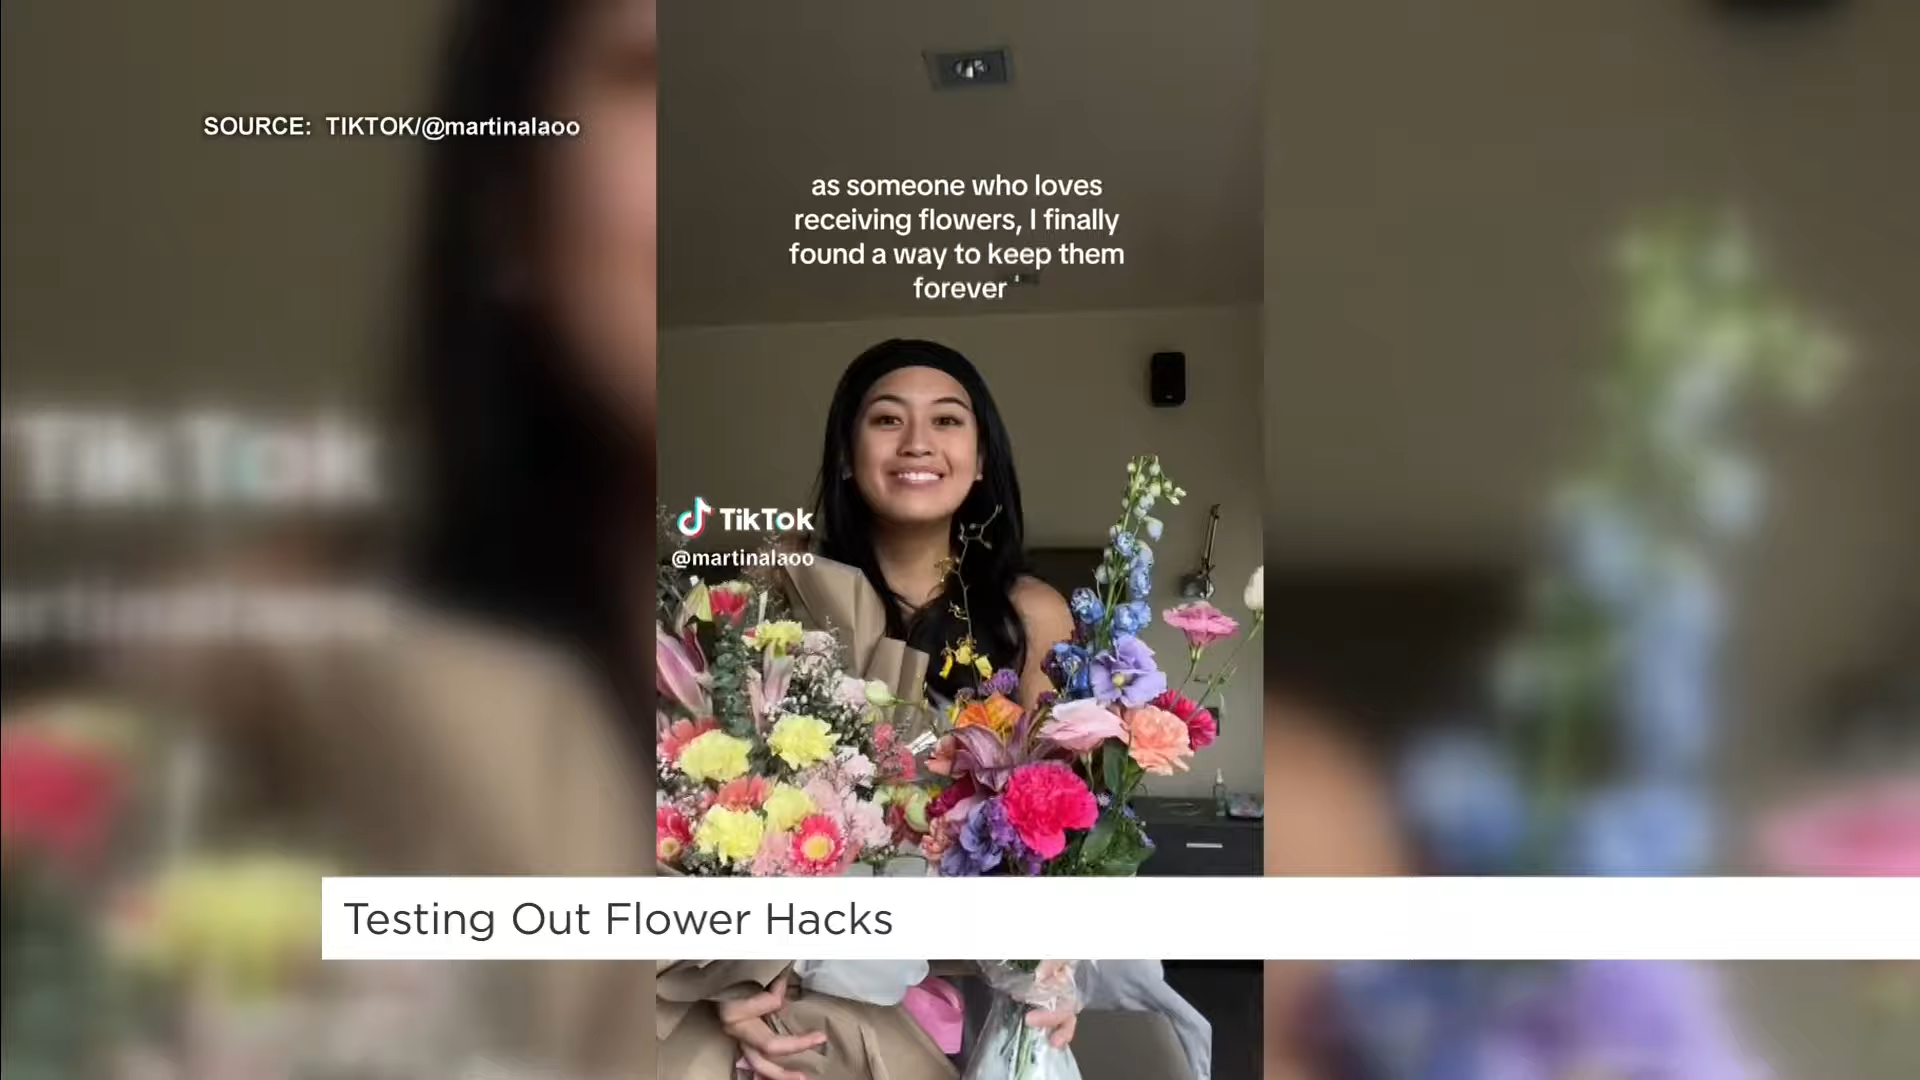 SOURCE: TIKTOK/@martinalaoo
as someone who loves
receiving flowers, I finally
found a way to keep them
forever
TikTok
@martinalaoo
TikTok
Testing Out Flower Hacks